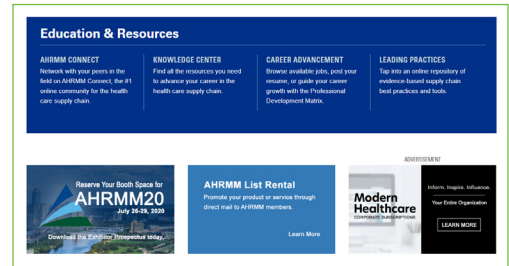 Education & Resources
AHRMM CONNECT
Network with your peers in the
field on AHRMM Connect, the #1
online community for the health
care supply chain.
KNOWLEDGE CENTER
Find all the resources you need
to advance your career in the
health care supply chain.
CAREER ADVANCEMENT
Browse available jobs, post your
resume, or guide your career
growth with the Professional
Development Matrix.
LEADING PRACTICES
Tap into an online repository of
evidence-based supply chain
best practices and tools.
ADVERTISEMENT
Reserve Your Booth Space for
AHRMM20
July 26-29, 2020
Download the Exhibitor Prospectus today.
AHRMM List Rental
Promote your product or service through
direct mail to AHRMM members.
Learn More
Modern
Healthcare
CORPORATE SUBSCRIPTIONS
Inform. Inspire. Influence.
Your Entire Organization
LEARN MORE